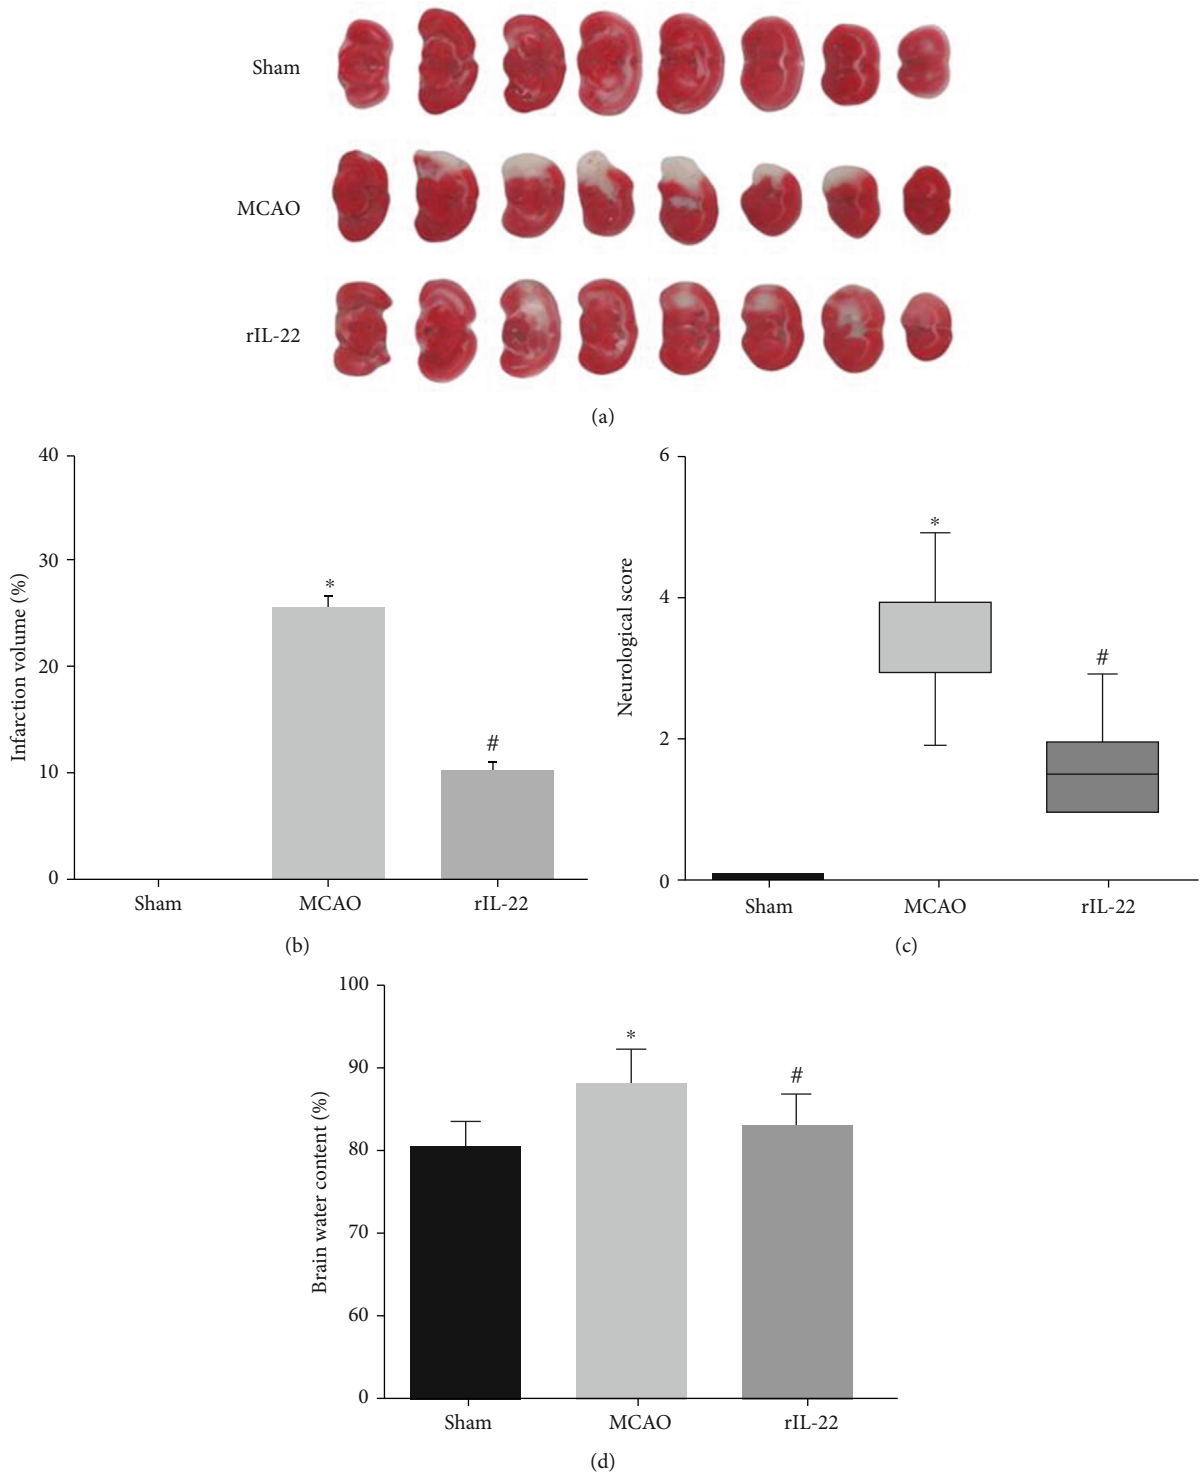 Sham
MCAO
rIL-22
(a)
40
30
20
10
0
Infarction volume (%)
*
#
Sham MCAO rIL-22
(b)
6
4
2
0
Neurological score
*
#
Sham MCAO rIL-22
(c)
100
90
80
70
60
0
Brain water content (%)
*
#
Sham MCAO rIL-22
(d)